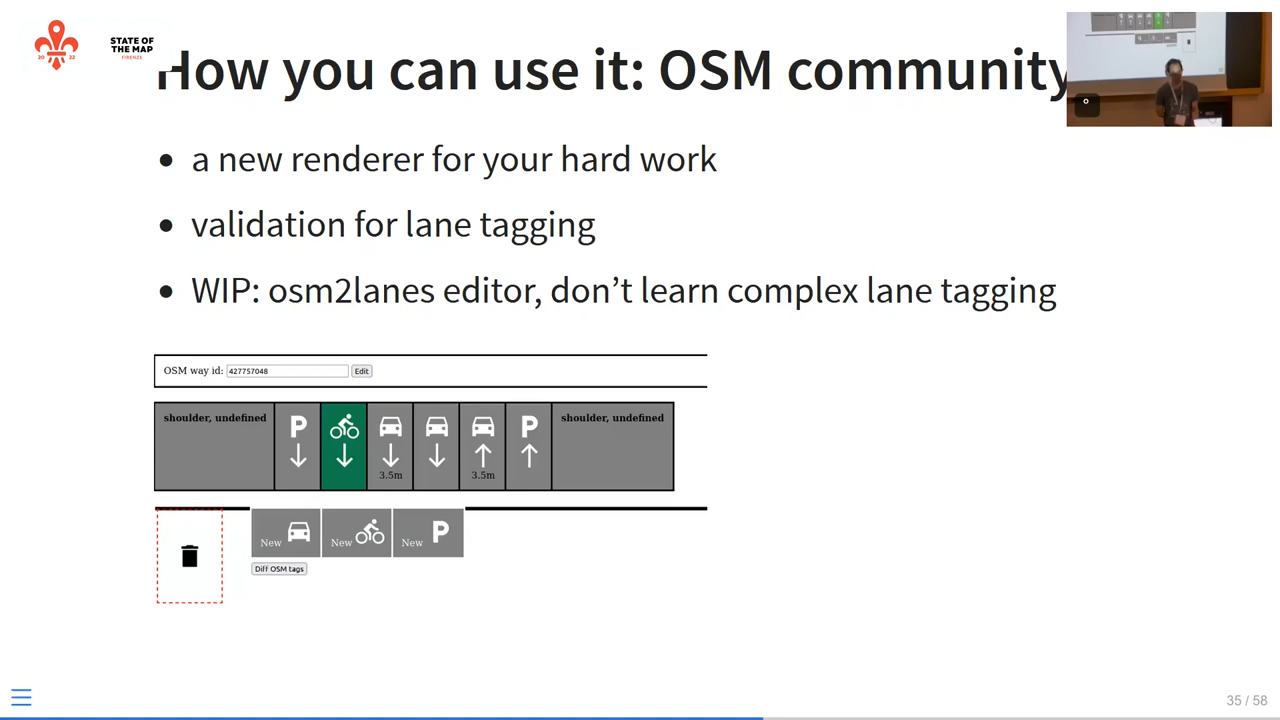 20 22
STATE OF
THE MAP
FIRENZE
How you can use it: OSM community
• a new renderer for your hard work
• validation for lane tagging
• WIP: osm2lanes editor, don't learn complex lane tagging
OSM way id: 427757048 Edit
shoulder, undefined P shoulder, undefined
P
3.5m 3.5m
New New New P
Diff OSM tags
35 / 58